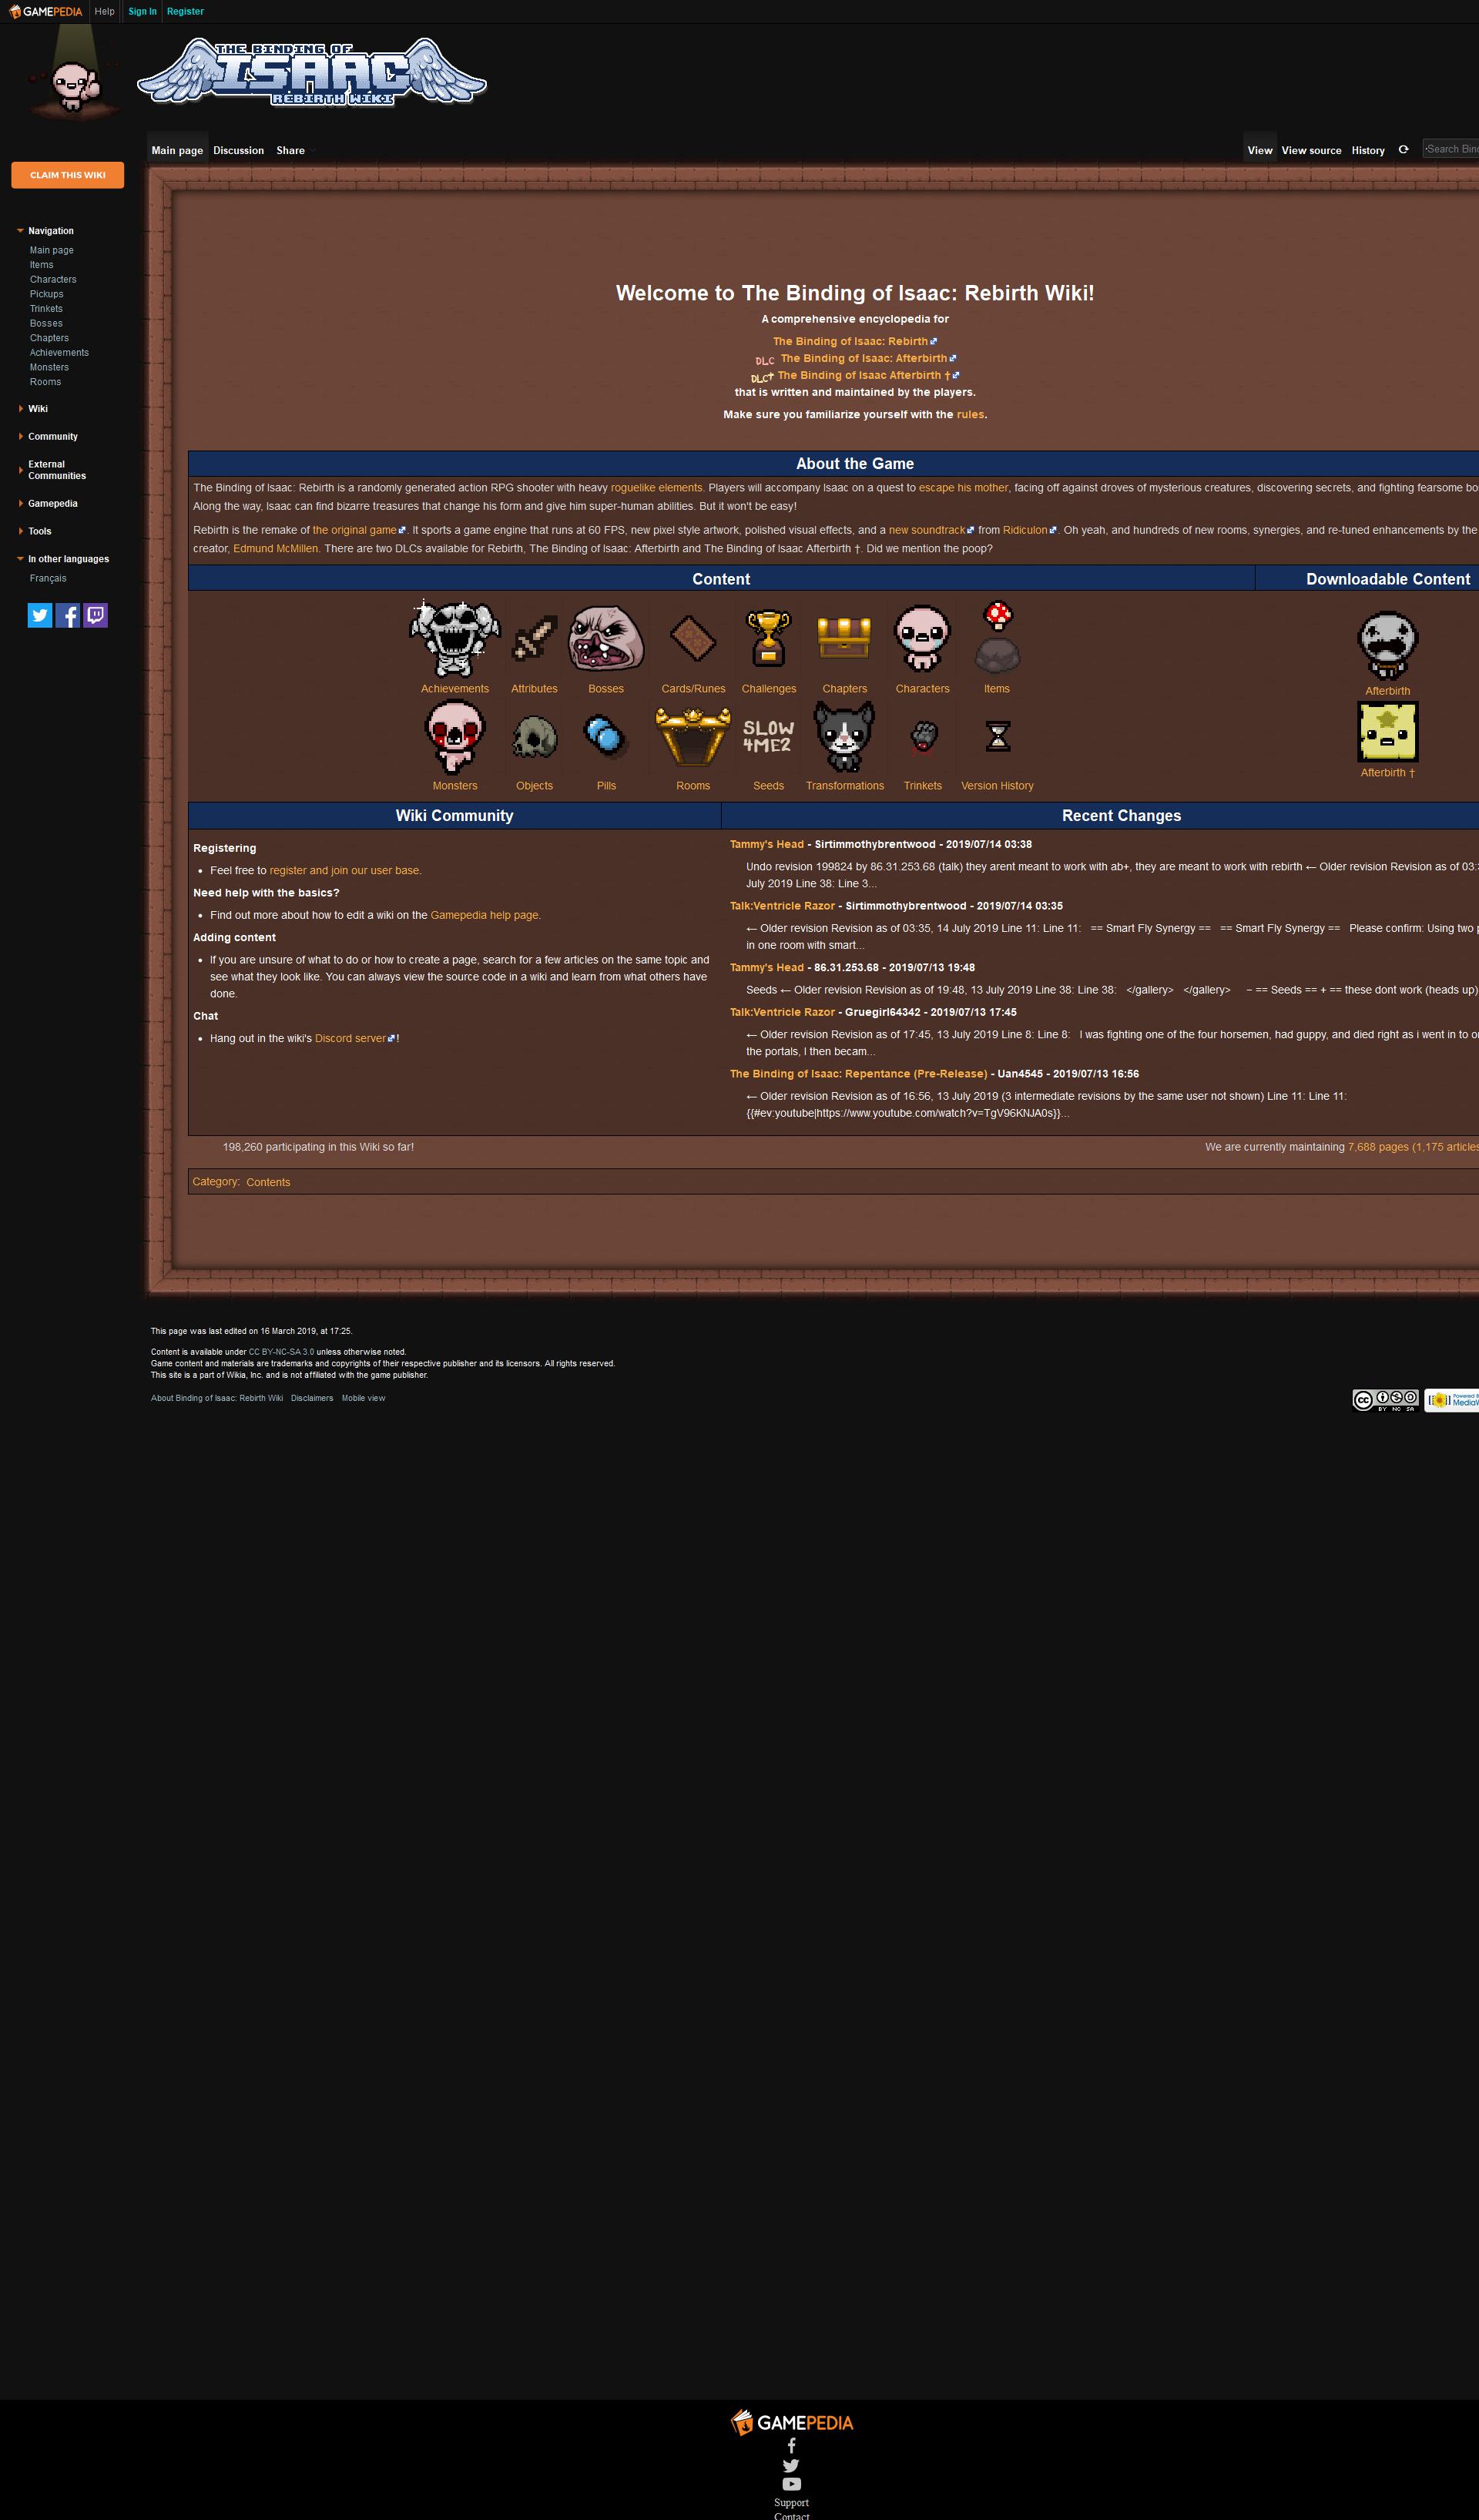 GAMEPEDIA Help Sign In Register
THE BINDING OF
ISAAC
REBIRTH WIKI
Main page Discussion Share
View View source History
CLAIM THIS WIKI
Navigation
Main page
Items
Characters
Pickups
Trinkets
Bosses
Chapters
Achievements
Monsters
Rooms
Wiki
Community
External
Communities
Gamepedia
Tools
In other languages
Français
Welcome to The Binding of Isaac: Rebirth Wiki!
A comprehensive encyclopedia for
The Binding of Isaac: Rebirth
DLC The Binding of Isaac: Afterbirth
DLC† The Binding of Isaac Afterbirth †
that is written and maintained by the players.
Make sure you familiarize yourself with the rules.
About the Game
The Binding of Isaac: Rebirth is a randomly generated action RPG shooter with heavy roguelike elements. Players will accompany Isaac on a quest to escape his mother, facing off against droves of mysterious creatures, discovering secrets, and fighting fearsome
Along the way, Isaac can find bizarre treasures that change his form and give him super-human abilities. But it won't be easy!
Rebirth is the remake of the original game. It sports a game engine that runs at 60 FPS, new pixel style artwork, polished visual effects, and a new soundtrack from Ridiculon. Oh yeah, and hundreds of new rooms, synergies, and re-tuned enhancements by the
creator, Edmund McMillen. There are two DLCs available for Rebirth, The Binding of Isaac: Afterbirth and The Binding of Isaac Afterbirth †. Did we mention the poop?
Content
Downloadable Content
Achievements Attributes Bosses Cards/Runes Challenges Chapters Characters Items
SLOW
4ME2
Monsters Objects Pills Rooms Seeds Transformations Trinkets Version History
Afterbirth
Afterbirth †
Wiki Community
Registering
• Feel free to register and join our user base.
Need help with the basics?
• Find out more about how to edit a wiki on the Gamepedia help page.
Adding content
• If you are unsure of what to do or how to create a page, search for a few articles on the same topic and
see what they look like. You can always view the source code in a wiki and learn from what others have
done.
Chat
• Hang out in the wiki's Discord server!
Recent Changes
Tammy's Head - Sirtimmothybrentwood - 2019/07/14 03:38
Undo revision 199824 by 86.31.253.68 (talk) they arent meant to work with ab+, they are meant to work with rebirth ← Older revision Revision as of
July 2019 Line 38: Line 3...
Talk:Ventricle Razor - Sirtimmothybrentwood - 2019/07/14 03:35
← Older revision Revision as of 03:35, 14 July 2019 Line 11: Line 11: == Smart Fly Synergy == == Smart Fly Synergy == Please confirm: Using two
in one room with smart...
Tammy's Head - 86.31.253.68 - 2019/07/13 19:48
Seeds ← Older revision Revision as of 19:48, 13 July 2019 Line 38: Line 38: </gallery> </gallery> − == Seeds == + == these dont work (heads up)
Talk:Ventricle Razor - Gruegirl64342 - 2019/07/13 17:45
← Older revision Revision as of 17:45, 13 July 2019 Line 8: Line 8: I was fighting one of the four horsemen, had guppy, and died right as i went in to
the portals, I then becam...
The Binding of Isaac: Repentance (Pre-Release) - Uan4545 - 2019/07/13 16:56
← Older revision Revision as of 16:56, 13 July 2019 (3 intermediate revisions by the same user not shown) Line 11: Line 11:
{{#ev:youtube|https://www.youtube.com/watch?v=TgV96KNJA0s}}...
198,260 participating in this Wiki so far!
We are currently maintaining 7,688 pages (1,175 articles
Category: Contents
This page was last edited on 16 March 2019, at 17:25.
Content is available under CC BY-NC-SA 3.0 unless otherwise noted.
Game content and materials are trademarks and copyrights of their respective publisher and its licensors. All rights reserved.
This site is a part of Wikia, Inc. and is not affiliated with the game publisher.
About Binding of Isaac: Rebirth Wiki Disclaimers Mobile view
cc BY NC SA
GAMEPEDIA
Support
Contact